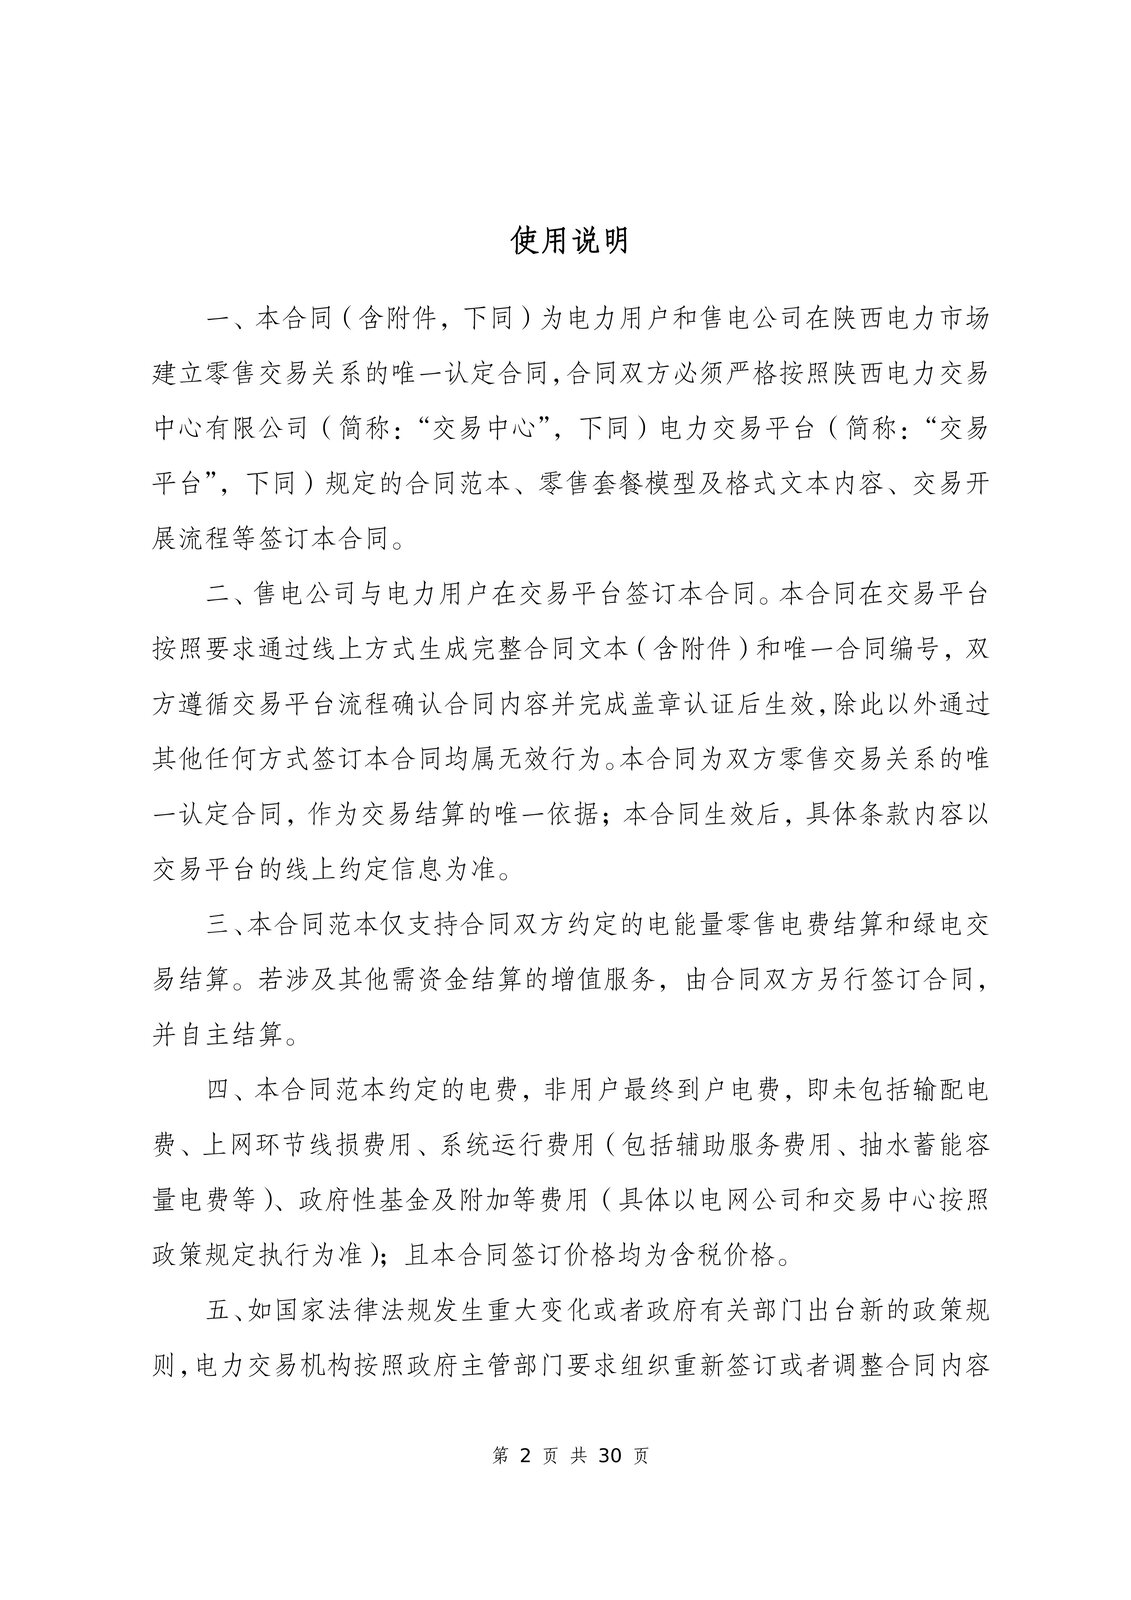 使用说明
一、本合同（含附件，下同）为电力用户和售电公司在陕西电力市场
建立零售交易关系的唯一认定合同，合同双方必须严格按照陕西电力交易
中心有限公司（简称：“交易中心”，下同）电力交易平台（简称：“交易
平台”，下同）规定的合同范本、零售套餐模型及格式文本内容、交易开
展流程等签订本合同。
二、售电公司与电力用户在交易平台签订本合同。本合同在交易平台
按照要求通过线上方式生成完整合同文本（含附件）和唯一合同编号，双
方遵循交易平台流程确认合同内容并完成盖章认证后生效，除此以外通过
其他任何方式签订本合同均属无效行为。本合同为双方零售交易关系的唯
一认定合同，作为交易结算的唯一依据；本合同生效后，具体条款内容以
交易平台的线上约定信息为准。
三、本合同范本仅支持合同双方约定的电能量零售电费结算和绿电交
易结算。若涉及其他需资金结算的增值服务，由合同双方另行签订合同，
并自主结算。
四、本合同范本约定的电费，非用户最终到户电费，即未包括输配电
费、上网环节线损费用、系统运行费用（包括辅助服务费用、抽水蓄能容
量电费等）、政府性基金及附加等费用（具体以电网公司和交易中心按照
政策规定执行为准）；且本合同签订价格均为含税价格。
五、如国家法律法规发生重大变化或者政府有关部门出台新的政策规
则，电力交易机构按照政府主管部门要求组织重新签订或者调整合同内容
第 2 页 共 30 页